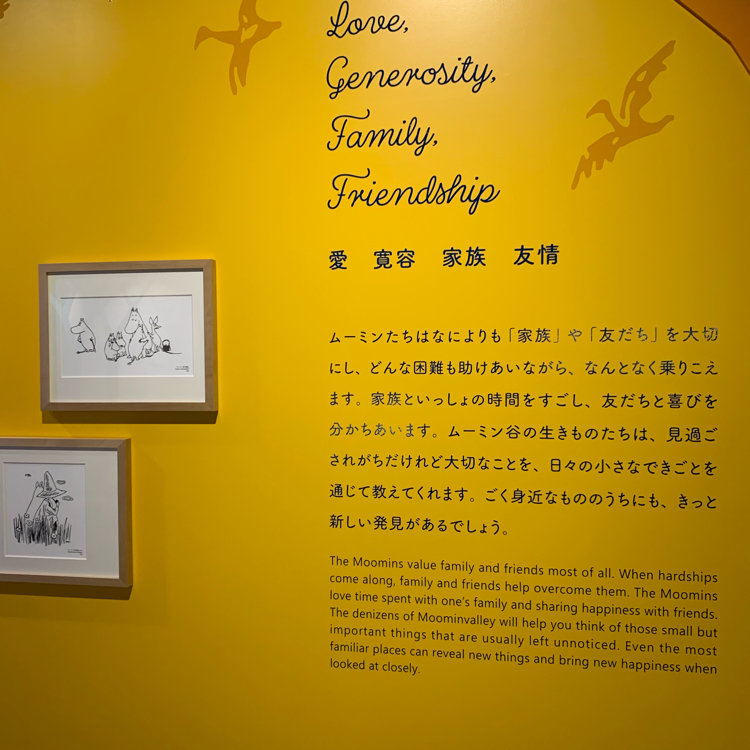 Love,
Generosity,
Family,
Friendship
愛 寛容 家族 友情
ムーミンたちはなによりも「家族」や「友だち」を大切
にし、どんな困難も助けあいながら、なんとなく乗りこえ
ます。家族といっしょの時間をすごし、友だちと喜びを
分かちあいます。ムーミン谷の生きものたちは、見過ご
されがちだけれど大切なことを、日々の小さなできごとを
通じて教えてくれます。ごく身近なもののうちにも、きっと
新しい発見があるでしょう。
The Moomins value family and friends most of all. When hardships
come along, family and friends help overcome them. The Moomins
love time spent with one's family and sharing happiness with friends.
The denizens of Moominvalley will help you think of those small but
important things that are usually left unnoticed. Even the most
familiar places can reveal new things and bring new happiness when
looked at closely.